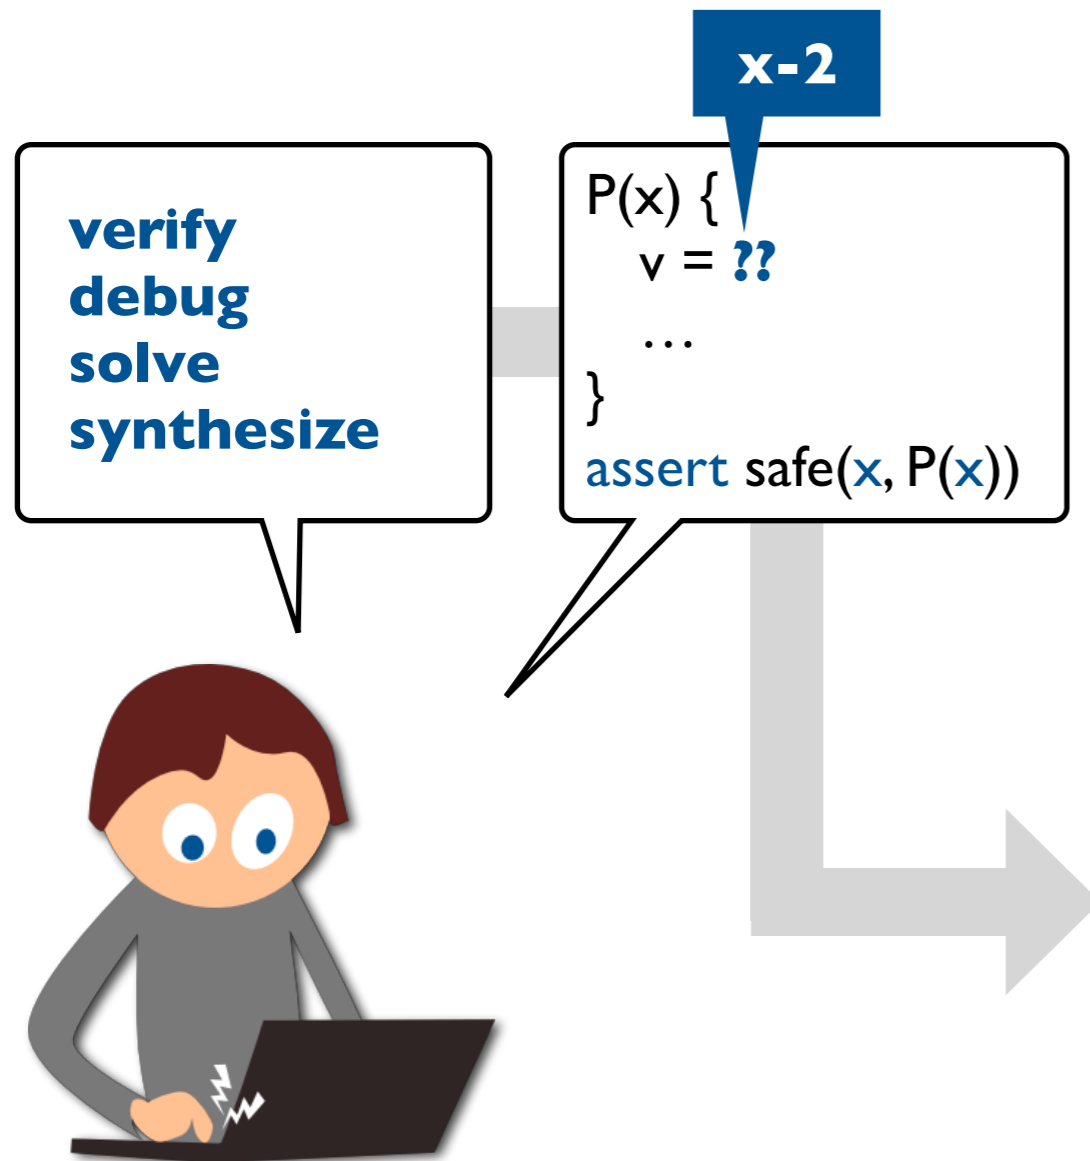 x-2
verify
debug
solve
synthesize
P(x) {
v = ??
...
}
assert safe(x, P(x))